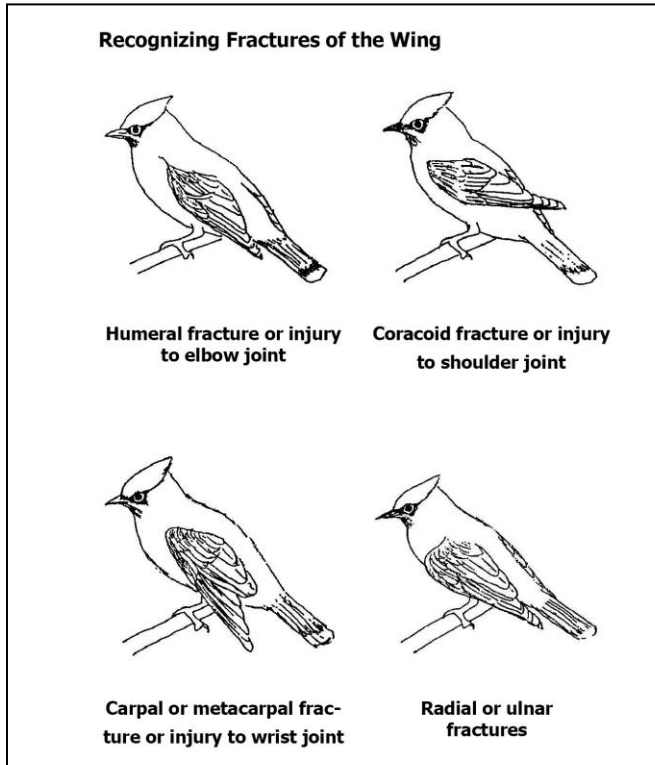 Recognizing Fractures of the Wing
Humeral fracture or injury
to elbow joint
Coracoid fracture or injury
to shoulder joint
Carpal or metacarpal frac-
ture or injury to wrist joint
Radial or ulnar
fractures